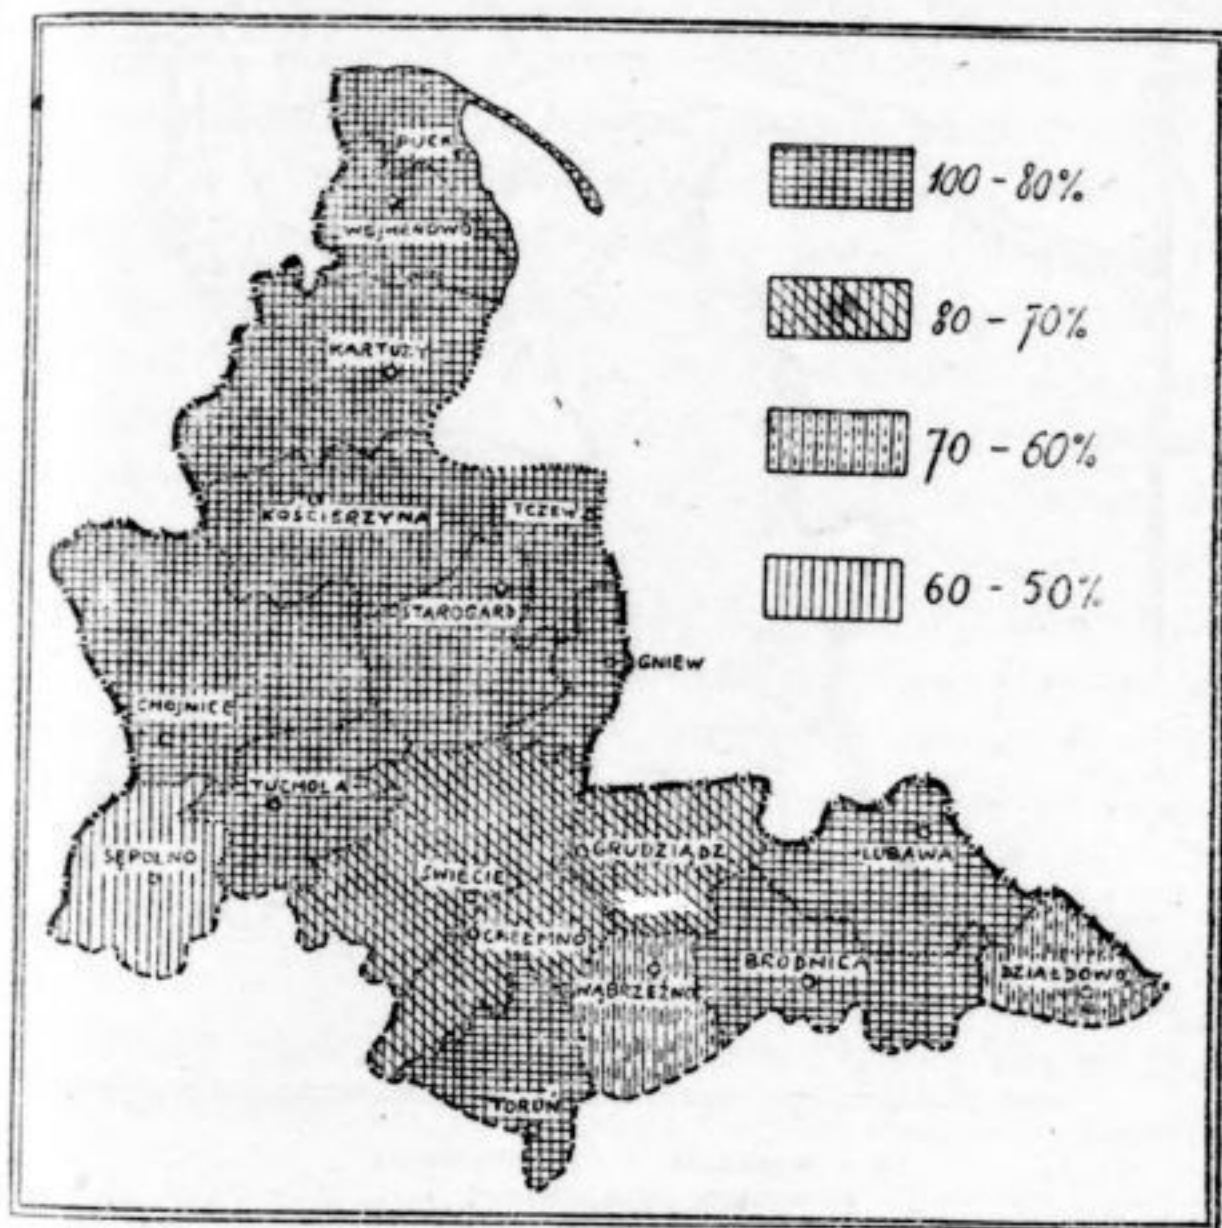 PUCK
100 - 80%
WEJHEROWO
80 - 70%
KARTUZY
70 - 60%
KOŚCIERZYNA
TCZEW
60 - 50%
STAROGARD
GNIEW
CHOJNICE
TUCHOLA
SĘPOLNO
GRUDZIĄDZ
LUBAWA
ŚWIECIE
CHEŁMNO
BRODNICA
DZIAŁDOWO
WĄBRZEŹNO
TORUŃ